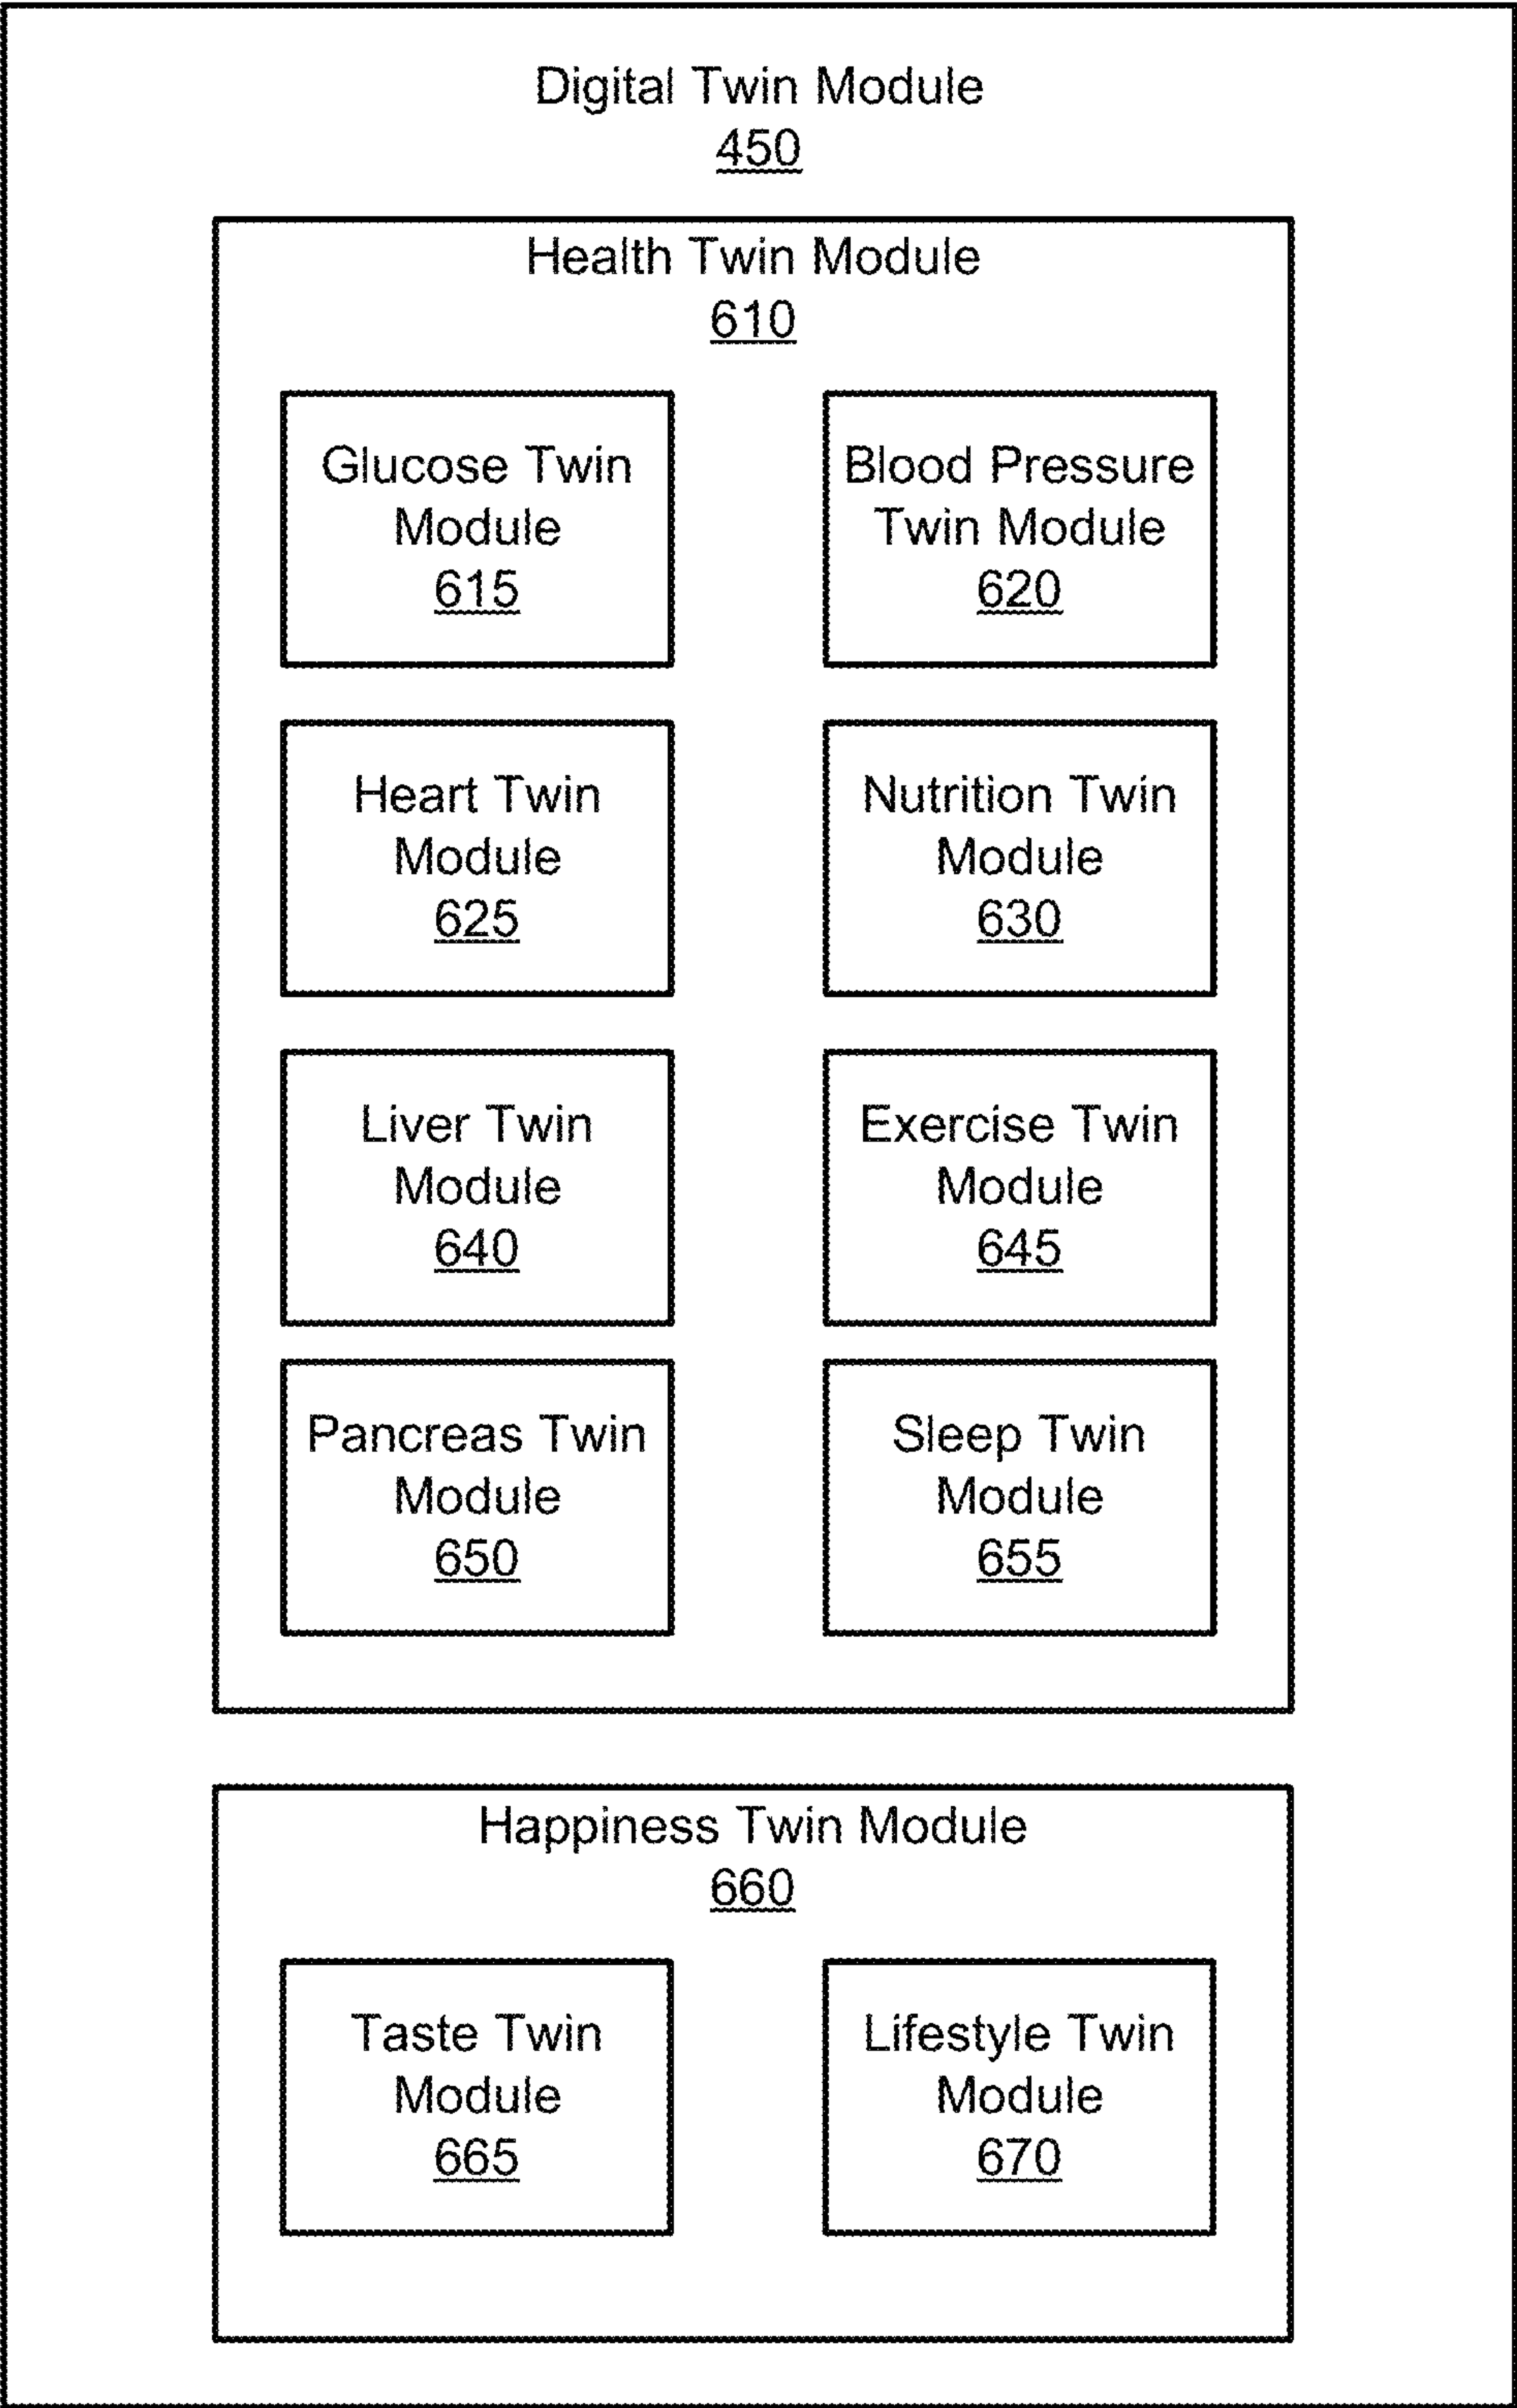 Digital Twin Module
450
Health Twin Module
610
Glucose Twin
Module
615
Blood Pressure
Twin Module
620
Heart Twin
Module
625
Nutrition Twin
Module
630
Liver Twin
Module
640
Exercise Twin
Module
645
Pancreas Twin
Module
650
Sleep Twin
Module
655
Happiness Twin Module
660
Taste Twin
Module
665
Lifestyle Twin
Module
670